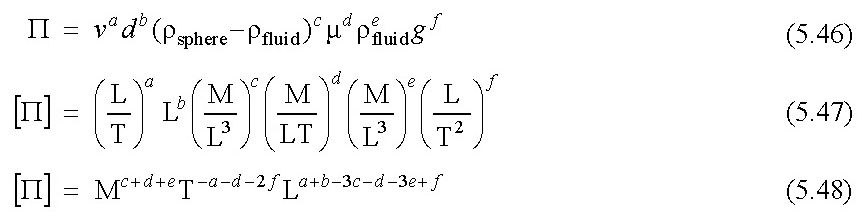 Π = v^a d^b (ρ_sphere−ρ_fluid)^c μ^d ρ_fluid^e g^f (5.46)
[Π] = (L/T)^a L^b (M/L^3)^c (M/LT)^d (M/L^3)^e (L/T^2)^f (5.47)
[Π] = M^{c+d+e} T^{−a−d−2f} L^{a+b−3c−d−3e+f} (5.48)